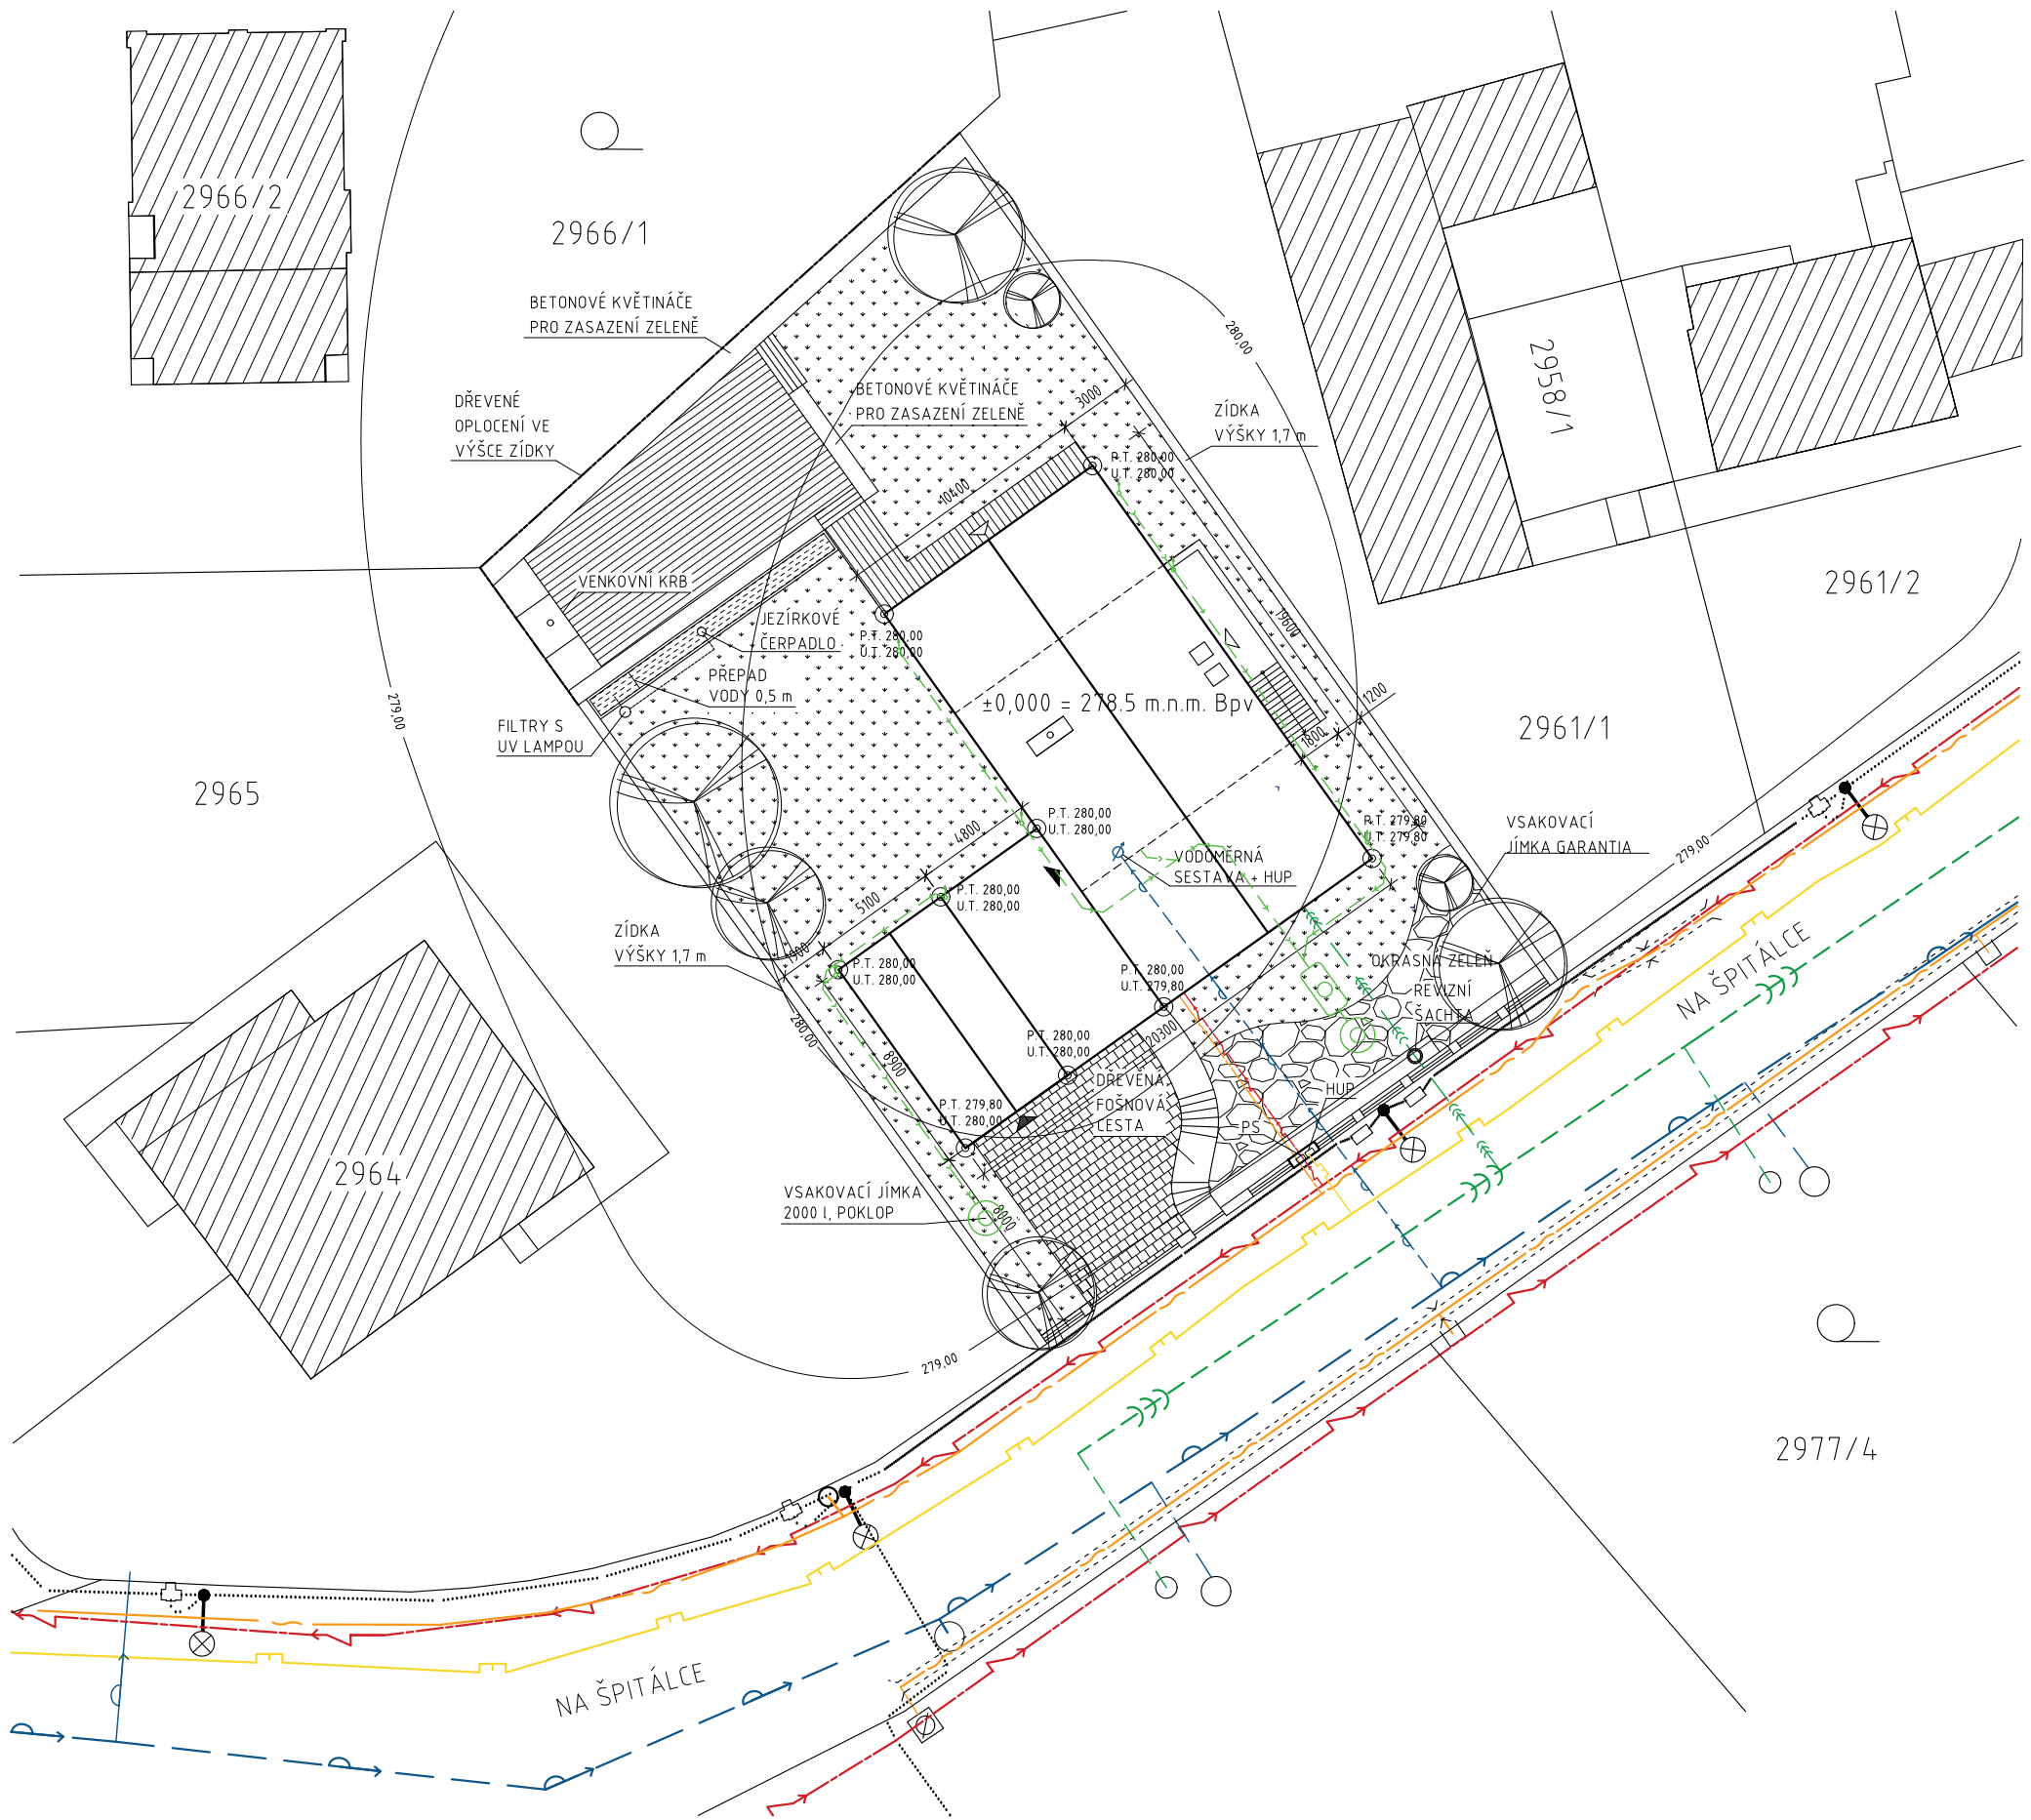 2966/2
2966/1
BETONOVÉ KVĚTINÁČE
PRO ZASAZENÍ ZELENĚ
DŘEVENÉ
OPLOCENÍ VE
VÝŠCE ZÍDKY
BETONOVÉ KVĚTINÁČE
PRO ZASAZENÍ ZELENĚ
3000
280,00
ZÍDKA
VÝŠKY 1,7 m
2958/1
P.T. 280,00
U.T. 280,00
10400
VENKOVNÍ KRB
2961/2
JEZÍRKOVÉ
ČERPADLO
P.T. 280,00
U.T. 280,00
19600
PŘEPAD
VODY 0,5 m
279,00
FILTRY S
UV LAMPOU
±0,000 = 278.5 m.n.m. Bpv
1200
1800
2961/1
2965
P.T. 280,00
U.T. 280,00
4800
P.T. 279,80
U.T. 279,80
VSAKOVACÍ
JÍMKA GARANTIA
279,00
VODOMĚRNÁ
SESTAVA + HUP
P.T. 280,00
U.T. 280,00
5100
ZÍDKA
VÝŠKY 1,7 m
1900
P.T. 280,00
U.T. 280,00
P.T. 280,00
U.T. 279,80
OKRASNÁ ZELEŇ
REVIZNÍ
ŠACHTA
NA ŠPITÁLCE
280,00
8900
P.T. 280,00
U.T. 280,00
20300
DŘEVĚNÁ
FOŠNOVÁ
CESTA
HUP
PS
P.T. 279,80
U.T. 280,00
2964
VSAKOVACÍ JÍMKA
2000 l, POKLOP
8000
279,00
2977/4
NA ŠPITÁLCE